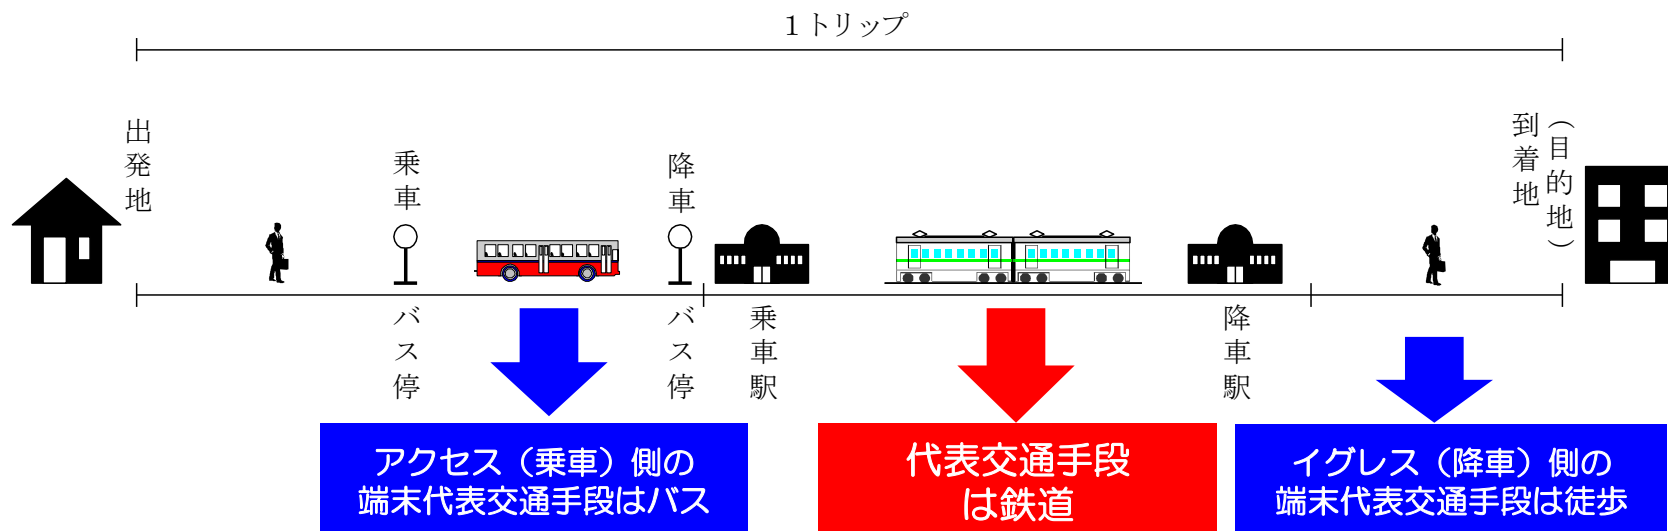 1トリップ
出発地
乗車
降車
到着地
（目的地）
バス停
バス停
乗車駅
降車駅
アクセス（乗車）側の
端末代表交通手段はバス
代表交通手段
は鉄道
イグレス（降車）側の
端末代表交通手段は徒歩